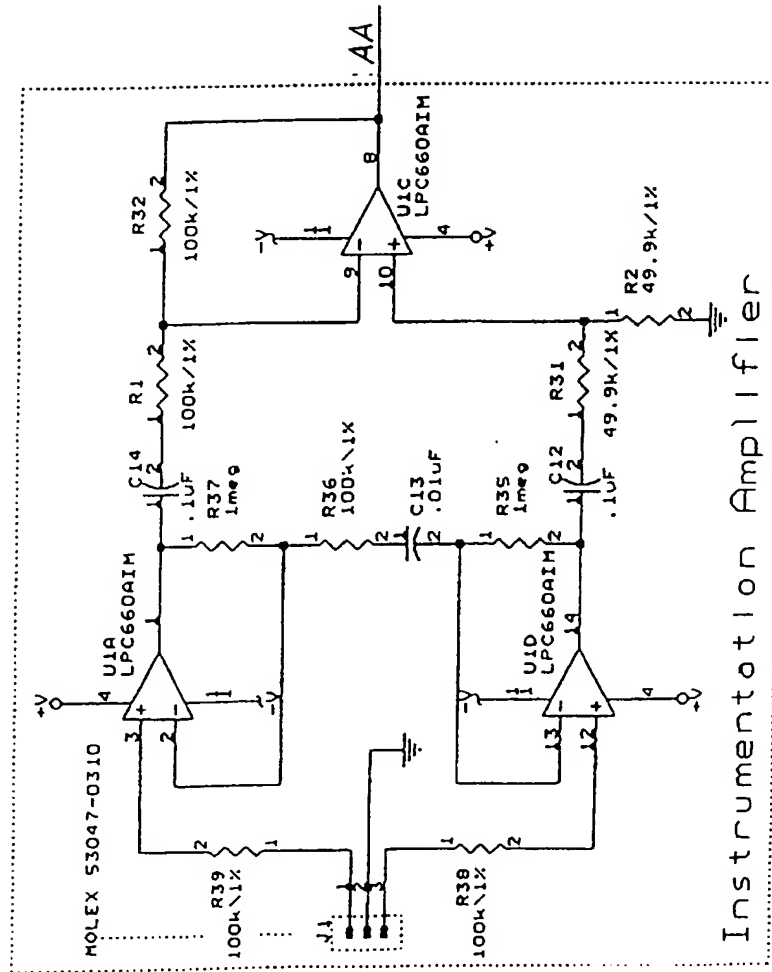 AA
R32
100k/1%
8
U1C
LPC660AIM
-V
11
9
10
4
+V
R1
100k/1%
C14
.1uF
R37
1meg
R36
100k\1%
C13
.01uF
R35
1meg
C12
.1uF
R31
49.9k/1%
R2
49.9k/1%
U1A
LPC660AIM
+V
4
3
2
1
11
-V
U1D
LPC660AIM
-V
11
13
12
14
4
+V
MOLEX 53047-0310
R39
100k\1%
J1
R38
100k\1%
Instrumentation Amplifier